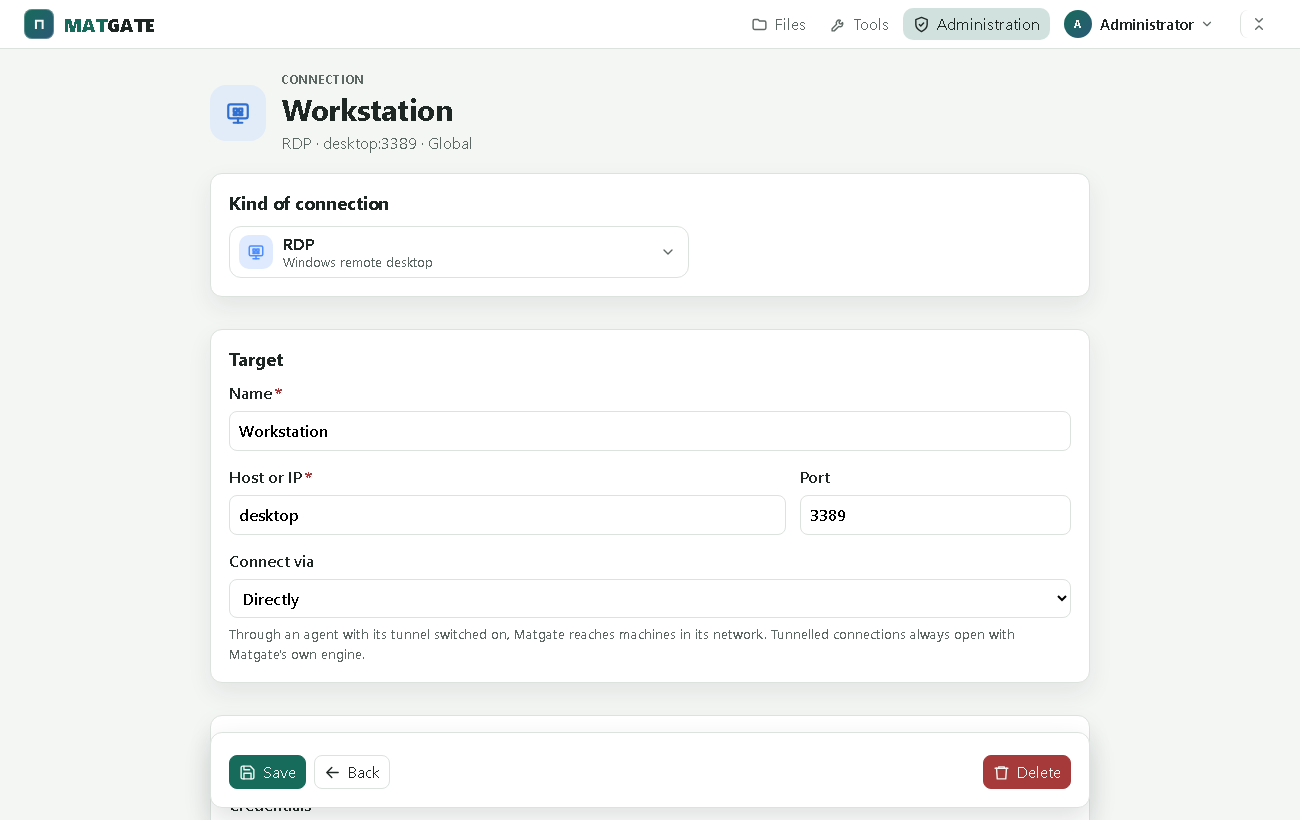 П MATGATE Files Tools Administration A Administrator
CONNECTION
Workstation
RDP · desktop:3389 · Global
Kind of connection
RDP
Windows remote desktop
Target
Name *
Workstation
Host or IP * Port
desktop 3389
Connect via
Directly
Through an agent with its tunnel switched on, Matgate reaches machines in its network. Tunnelled connections always open with
Matgate's own engine.
Save Back Delete
Credentials